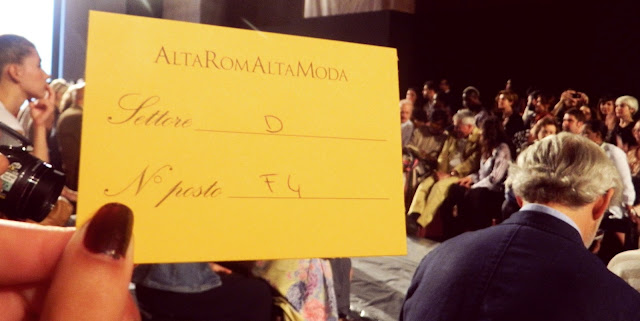 ALTAROMALTAMODA
Settore D
N° posto F4